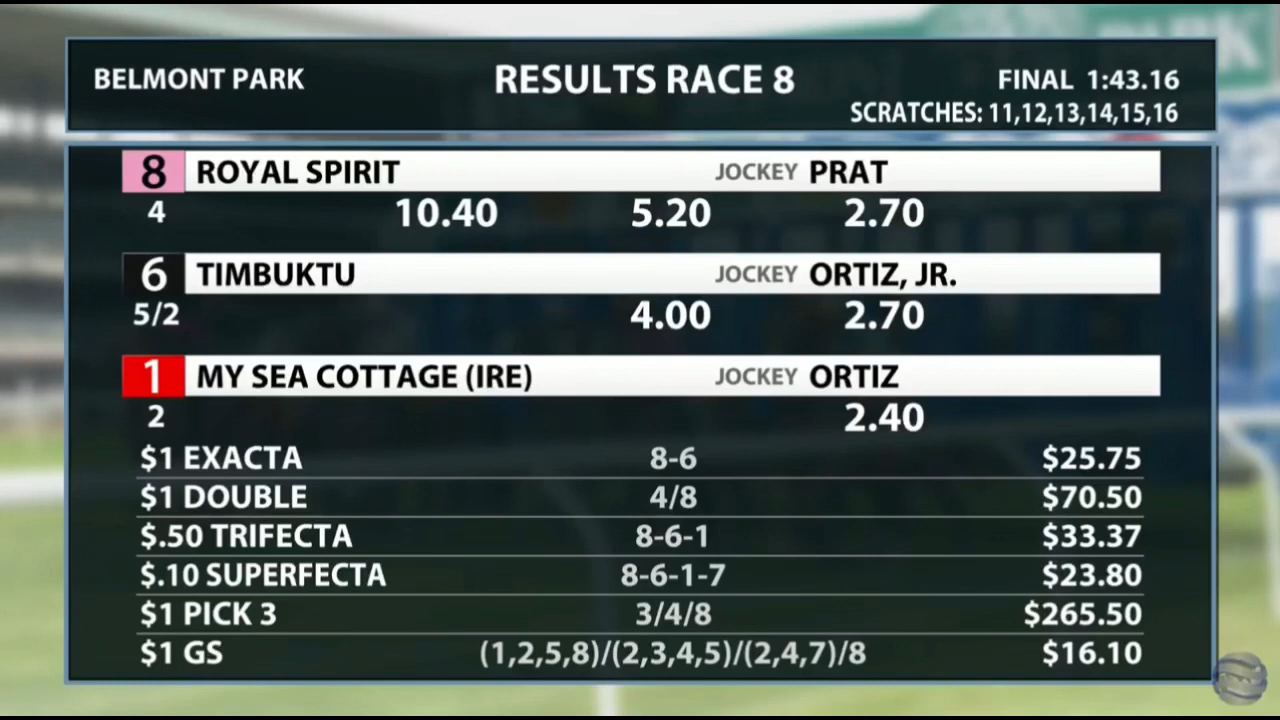 BELMONT PARK RESULTS RACE 8 FINAL 1:43.16
SCRATCHES: 11,12,13,14,15,16
8 ROYAL SPIRIT JOCKEY PRAT
4 10.40 5.20 2.70
6 TIMBUKTU JOCKEY ORTIZ, JR.
5/2 4.00 2.70
1 MY SEA COTTAGE (IRE) JOCKEY ORTIZ
2 2.40
$1 EXACTA 8-6 $25.75
$1 DOUBLE 4/8 $70.50
$.50 TRIFECTA 8-6-1 $33.37
$.10 SUPERFECTA 8-6-1-7 $23.80
$1 PICK 3 3/4/8 $265.50
$1 GS (1,2,5,8)/(2,3,4,5)/(2,4,7)/8 $16.10